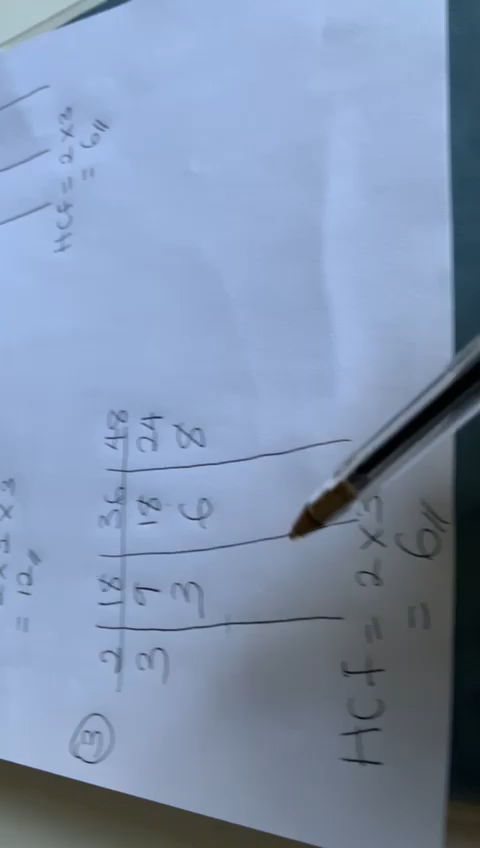 HCF = 2 x 3
= 6
= 12
3
2 18 36 48
3 9 18 24
3 6 8
HCF = 2 x 3
= 6